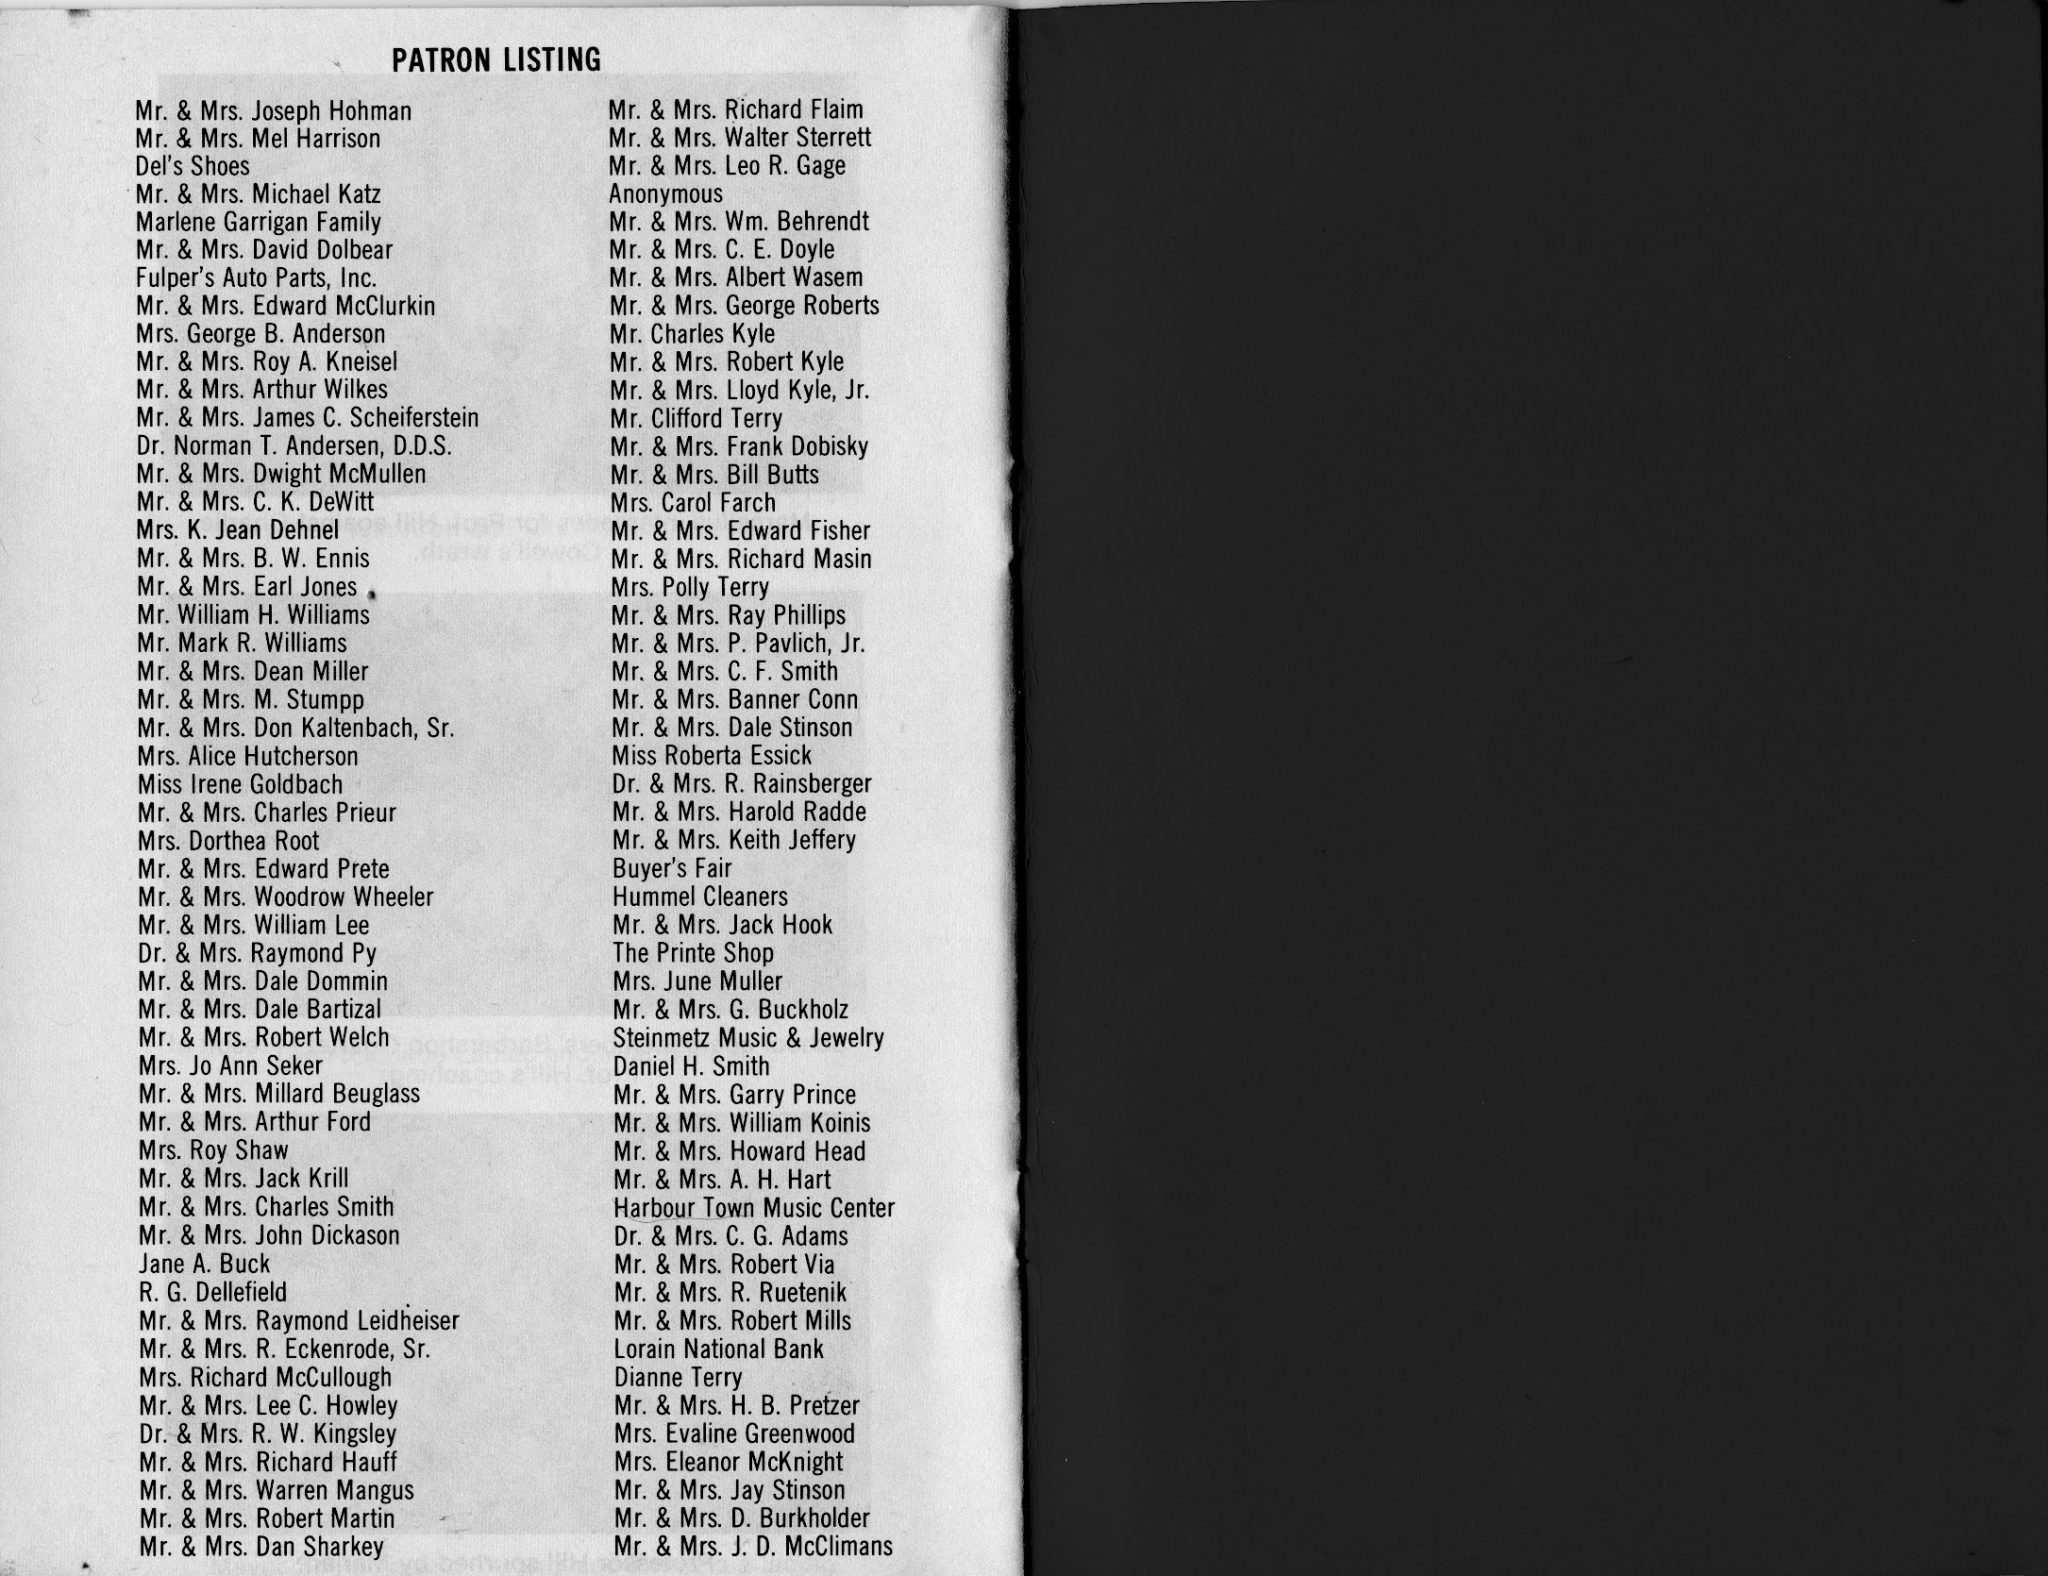 PATRON LISTING
Mr. & Mrs. Joseph Hohman
Mr. & Mrs. Mel Harrison
Del's Shoes
Mr. & Mrs. Michael Katz
Marlene Garrigan Family
Mr. & Mrs. David Dolbear
Fulper's Auto Parts, Inc.
Mr. & Mrs. Edward McClurkin
Mrs. George B. Anderson
Mr. & Mrs. Roy A. Kneisel
Mr. & Mrs. Arthur Wilkes
Mr. & Mrs. James C. Scheiferstein
Dr. Norman T. Andersen, D.D.S.
Mr. & Mrs. Dwight McMullen
Mr. & Mrs. C. K. DeWitt
Mrs. K. Jean Dehnel
Mr. & Mrs. B. W. Ennis
Mr. & Mrs. Earl Jones
Mr. William H. Williams
Mr. Mark R. Williams
Mr. & Mrs. Dean Miller
Mr. & Mrs. M. Stumpp
Mr. & Mrs. Don Kaltenbach, Sr.
Mrs. Alice Hutcherson
Miss Irene Goldbach
Mr. & Mrs. Charles Prieur
Mrs. Dorthea Root
Mr. & Mrs. Edward Prete
Mr. & Mrs. Woodrow Wheeler
Mr. & Mrs. William Lee
Dr. & Mrs. Raymond Py
Mr. & Mrs. Dale Dommin
Mr. & Mrs. Dale Bartizal
Mr. & Mrs. Robert Welch
Mrs. Jo Ann Seker
Mr. & Mrs. Millard Beuglass
Mr. & Mrs. Arthur Ford
Mrs. Roy Shaw
Mr. & Mrs. Jack Krill
Mr. & Mrs. Charles Smith
Mr. & Mrs. John Dickason
Jane A. Buck
R. G. Dellefield
Mr. & Mrs. Raymond Leidheiser
Mr. & Mrs. R. Eckenrode, Sr.
Mrs. Richard McCullough
Mr. & Mrs. Lee C. Howley
Dr. & Mrs. R. W. Kingsley
Mr. & Mrs. Richard Hauff
Mr. & Mrs. Warren Mangus
Mr. & Mrs. Robert Martin
Mr. & Mrs. Dan Sharkey
Mr. & Mrs. Richard Flaim
Mr. & Mrs. Walter Sterrett
Mr. & Mrs. Leo R. Gage
Anonymous
Mr. & Mrs. Wm. Behrendt
Mr. & Mrs. C. E. Doyle
Mr. & Mrs. Albert Wasem
Mr. & Mrs. George Roberts
Mr. Charles Kyle
Mr. & Mrs. Robert Kyle
Mr. & Mrs. Lloyd Kyle, Jr.
Mr. Clifford Terry
Mr. & Mrs. Frank Dobisky
Mr. & Mrs. Bill Butts
Mrs. Carol Farch
Mr. & Mrs. Edward Fisher
Mr. & Mrs. Richard Masin
Mrs. Polly Terry
Mr. & Mrs. Ray Phillips
Mr. & Mrs. P. Pavlich, Jr.
Mr. & Mrs. C. F. Smith
Mr. & Mrs. Banner Conn
Mr. & Mrs. Dale Stinson
Miss Roberta Essick
Dr. & Mrs. R. Rainsberger
Mr. & Mrs. Harold Radde
Mr. & Mrs. Keith Jeffery
Buyer's Fair
Hummel Cleaners
Mr. & Mrs. Jack Hook
The Printe Shop
Mrs. June Muller
Mr. & Mrs. G. Buckholz
Steinmetz Music & Jewelry
Daniel H. Smith
Mr. & Mrs. Garry Prince
Mr. & Mrs. William Koinis
Mr. & Mrs. Howard Head
Mr. & Mrs. A. H. Hart
Harbour Town Music Center
Dr. & Mrs. C. G. Adams
Mr. & Mrs. Robert Via
Mr. & Mrs. R. Ruetenik
Mr. & Mrs. Robert Mills
Lorain National Bank
Dianne Terry
Mr. & Mrs. H. B. Pretzer
Mrs. Evaline Greenwood
Mrs. Eleanor McKnight
Mr. & Mrs. Jay Stinson
Mr. & Mrs. D. Burkholder
Mr. & Mrs. J. D. McClimans